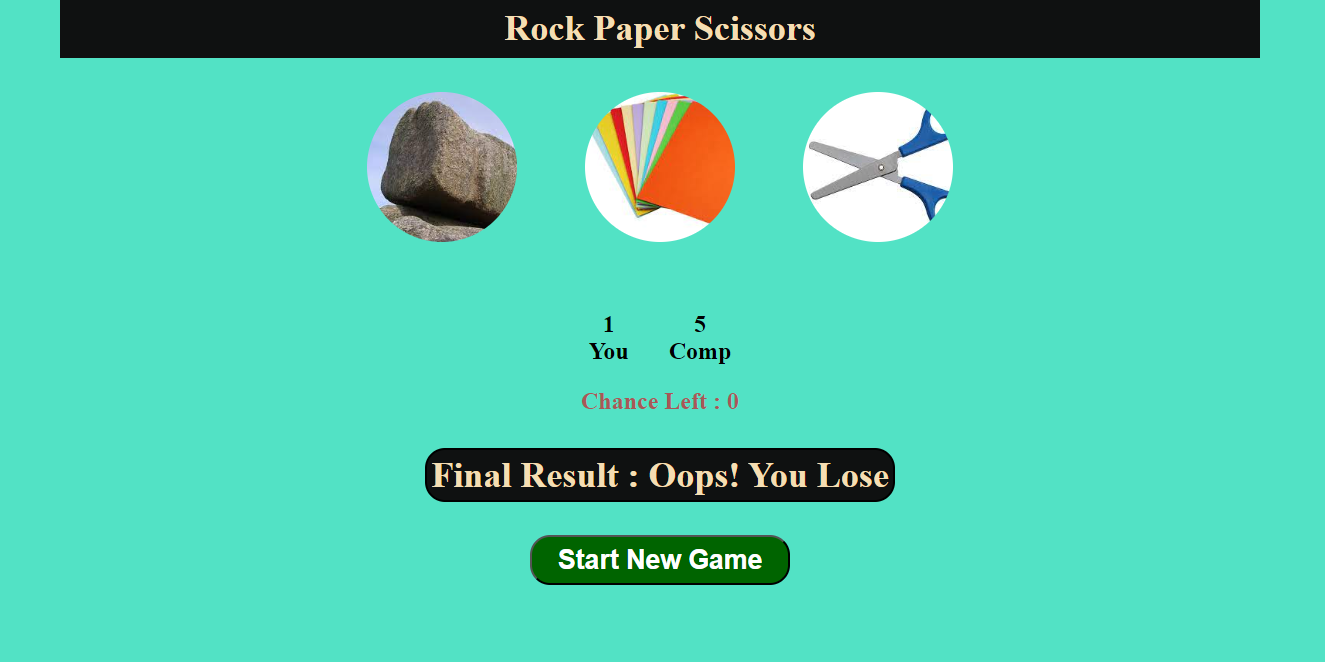 Rock Paper Scissors
1 5
You Comp
Chance Left : 0
Final Result : Oops! You Lose
Start New Game